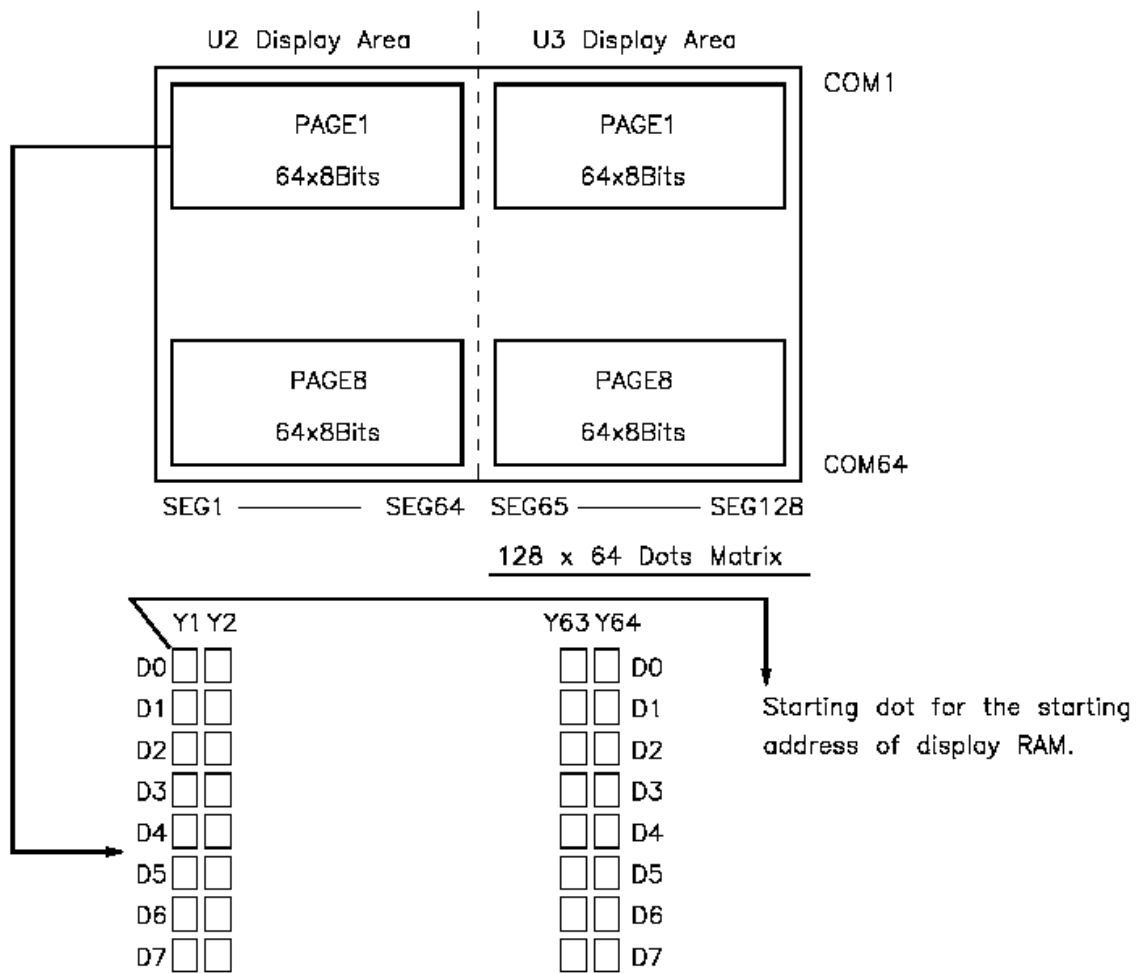 U2 Display Area
U3 Display Area
COM1
PAGE1
64x8Bits
PAGE1
64x8Bits
PAGE8
64x8Bits
PAGE8
64x8Bits
COM64
SEG1
SEG64
SEG65
SEG128
128 x 64 Dots Matrix
Y1 Y2
Y63 Y64
D0
D0
D1
D1
D2
D2
D3
D3
D4
D4
D5
D5
D6
D6
D7
D7
Starting dot for the starting
address of display RAM.